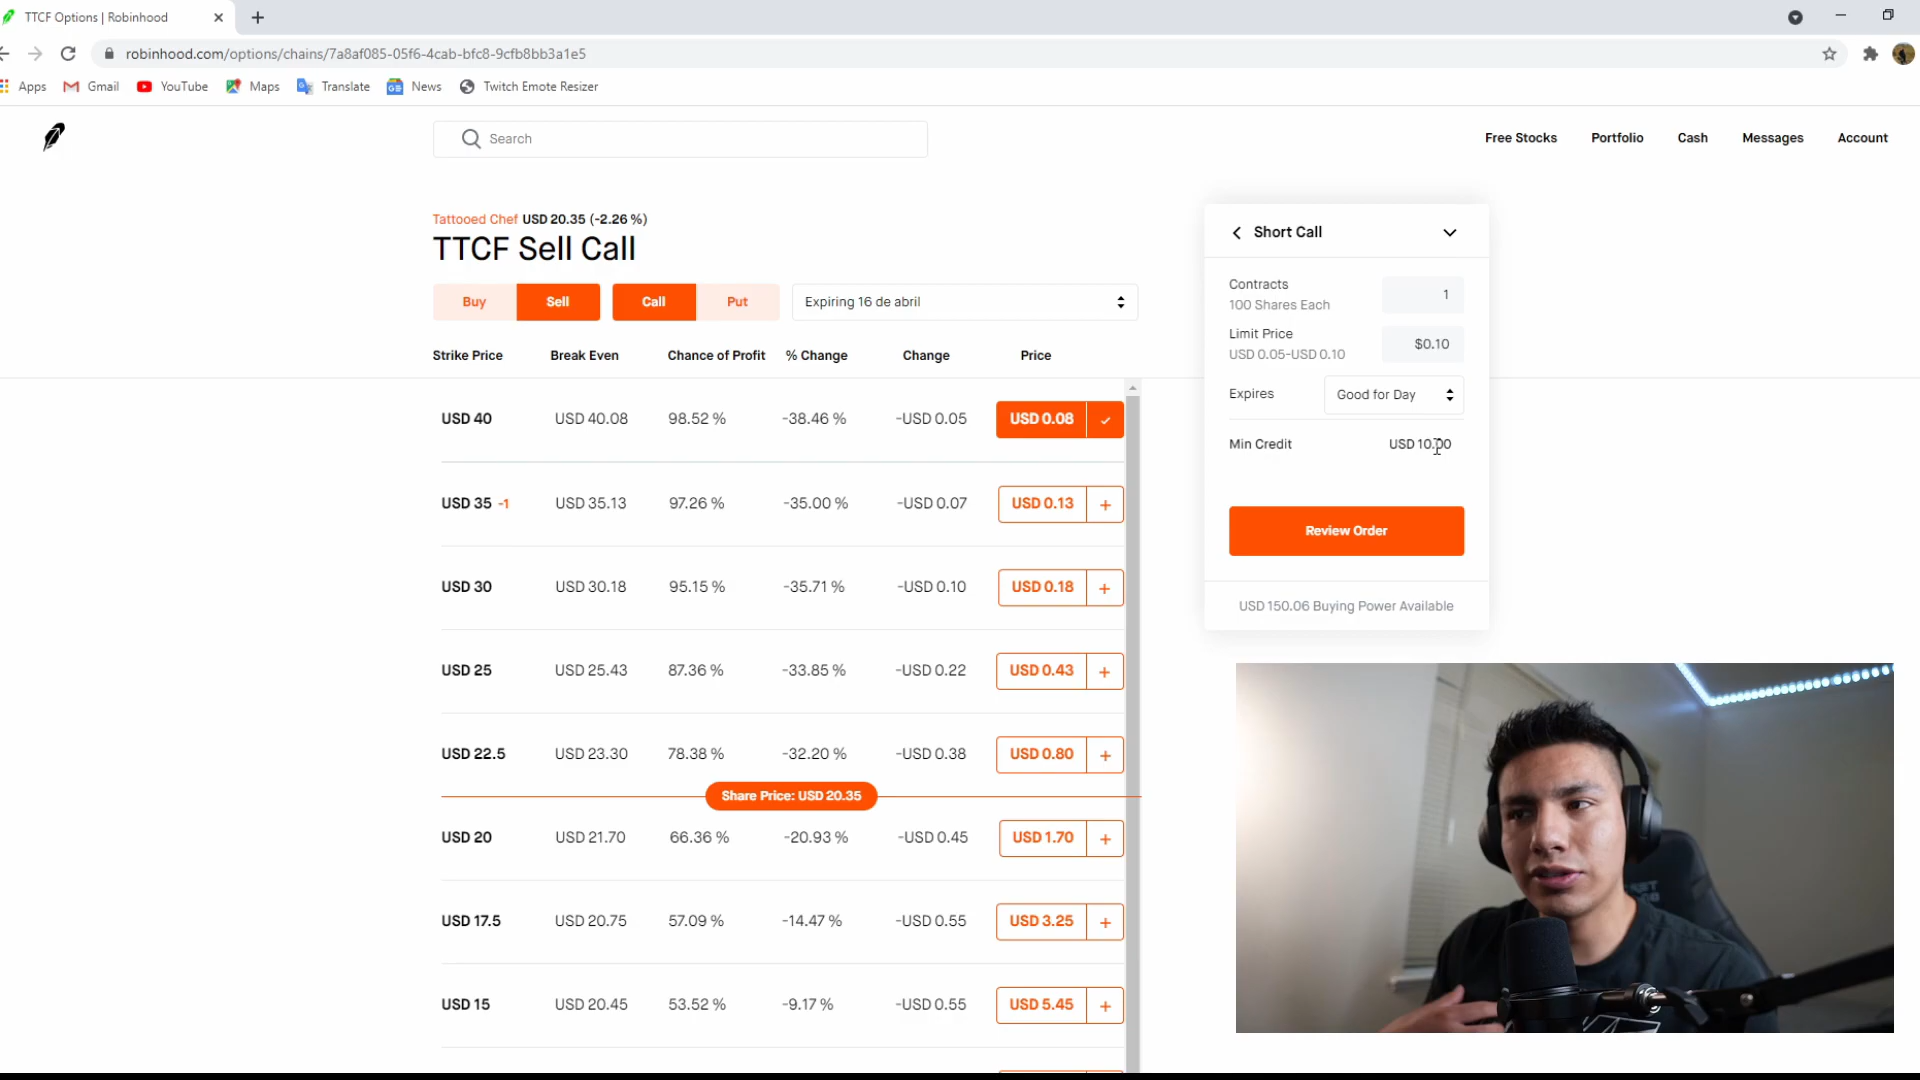 TTCF Options | Robinhood
robinhood.com/options/chains/7a8af085-05f6-4cab-bfc8-9cfb8bb3a1e5
Apps Gmail YouTube Maps Translate News Twitch Emote Resizer
Search
Free Stocks Portfolio Cash Messages Account
Tattooed Chef USD 20.35 (-2.26 %)
TTCF Sell Call
Buy Sell Call Put Expiring 16 de abril
Strike Price Break Even Chance of Profit % Change Change Price
USD 40 USD 40.08 98.52 % -38.46 % -USD 0.05 USD 0.08
USD 35 -1 USD 35.13 97.26 % -35.00 % -USD 0.07 USD 0.13 +
USD 30 USD 30.18 95.15 % -35.71 % -USD 0.10 USD 0.18 +
USD 25 USD 25.43 87.36 % -33.85 % -USD 0.22 USD 0.43 +
USD 22.5 USD 23.30 78.38 % -32.20 % -USD 0.38 USD 0.80 +
Share Price: USD 20.35
USD 20 USD 21.70 66.36 % -20.93 % -USD 0.45 USD 1.70 +
USD 17.5 USD 20.75 57.09 % -14.47 % -USD 0.55 USD 3.25 +
USD 15 USD 20.45 53.52 % -9.17 % -USD 0.55 USD 5.45 +
Short Call
Contracts 1
100 Shares Each
Limit Price $0.10
USD 0.05-USD 0.10
Expires Good for Day
Min Credit USD 10.00
Review Order
USD 150.06 Buying Power Available